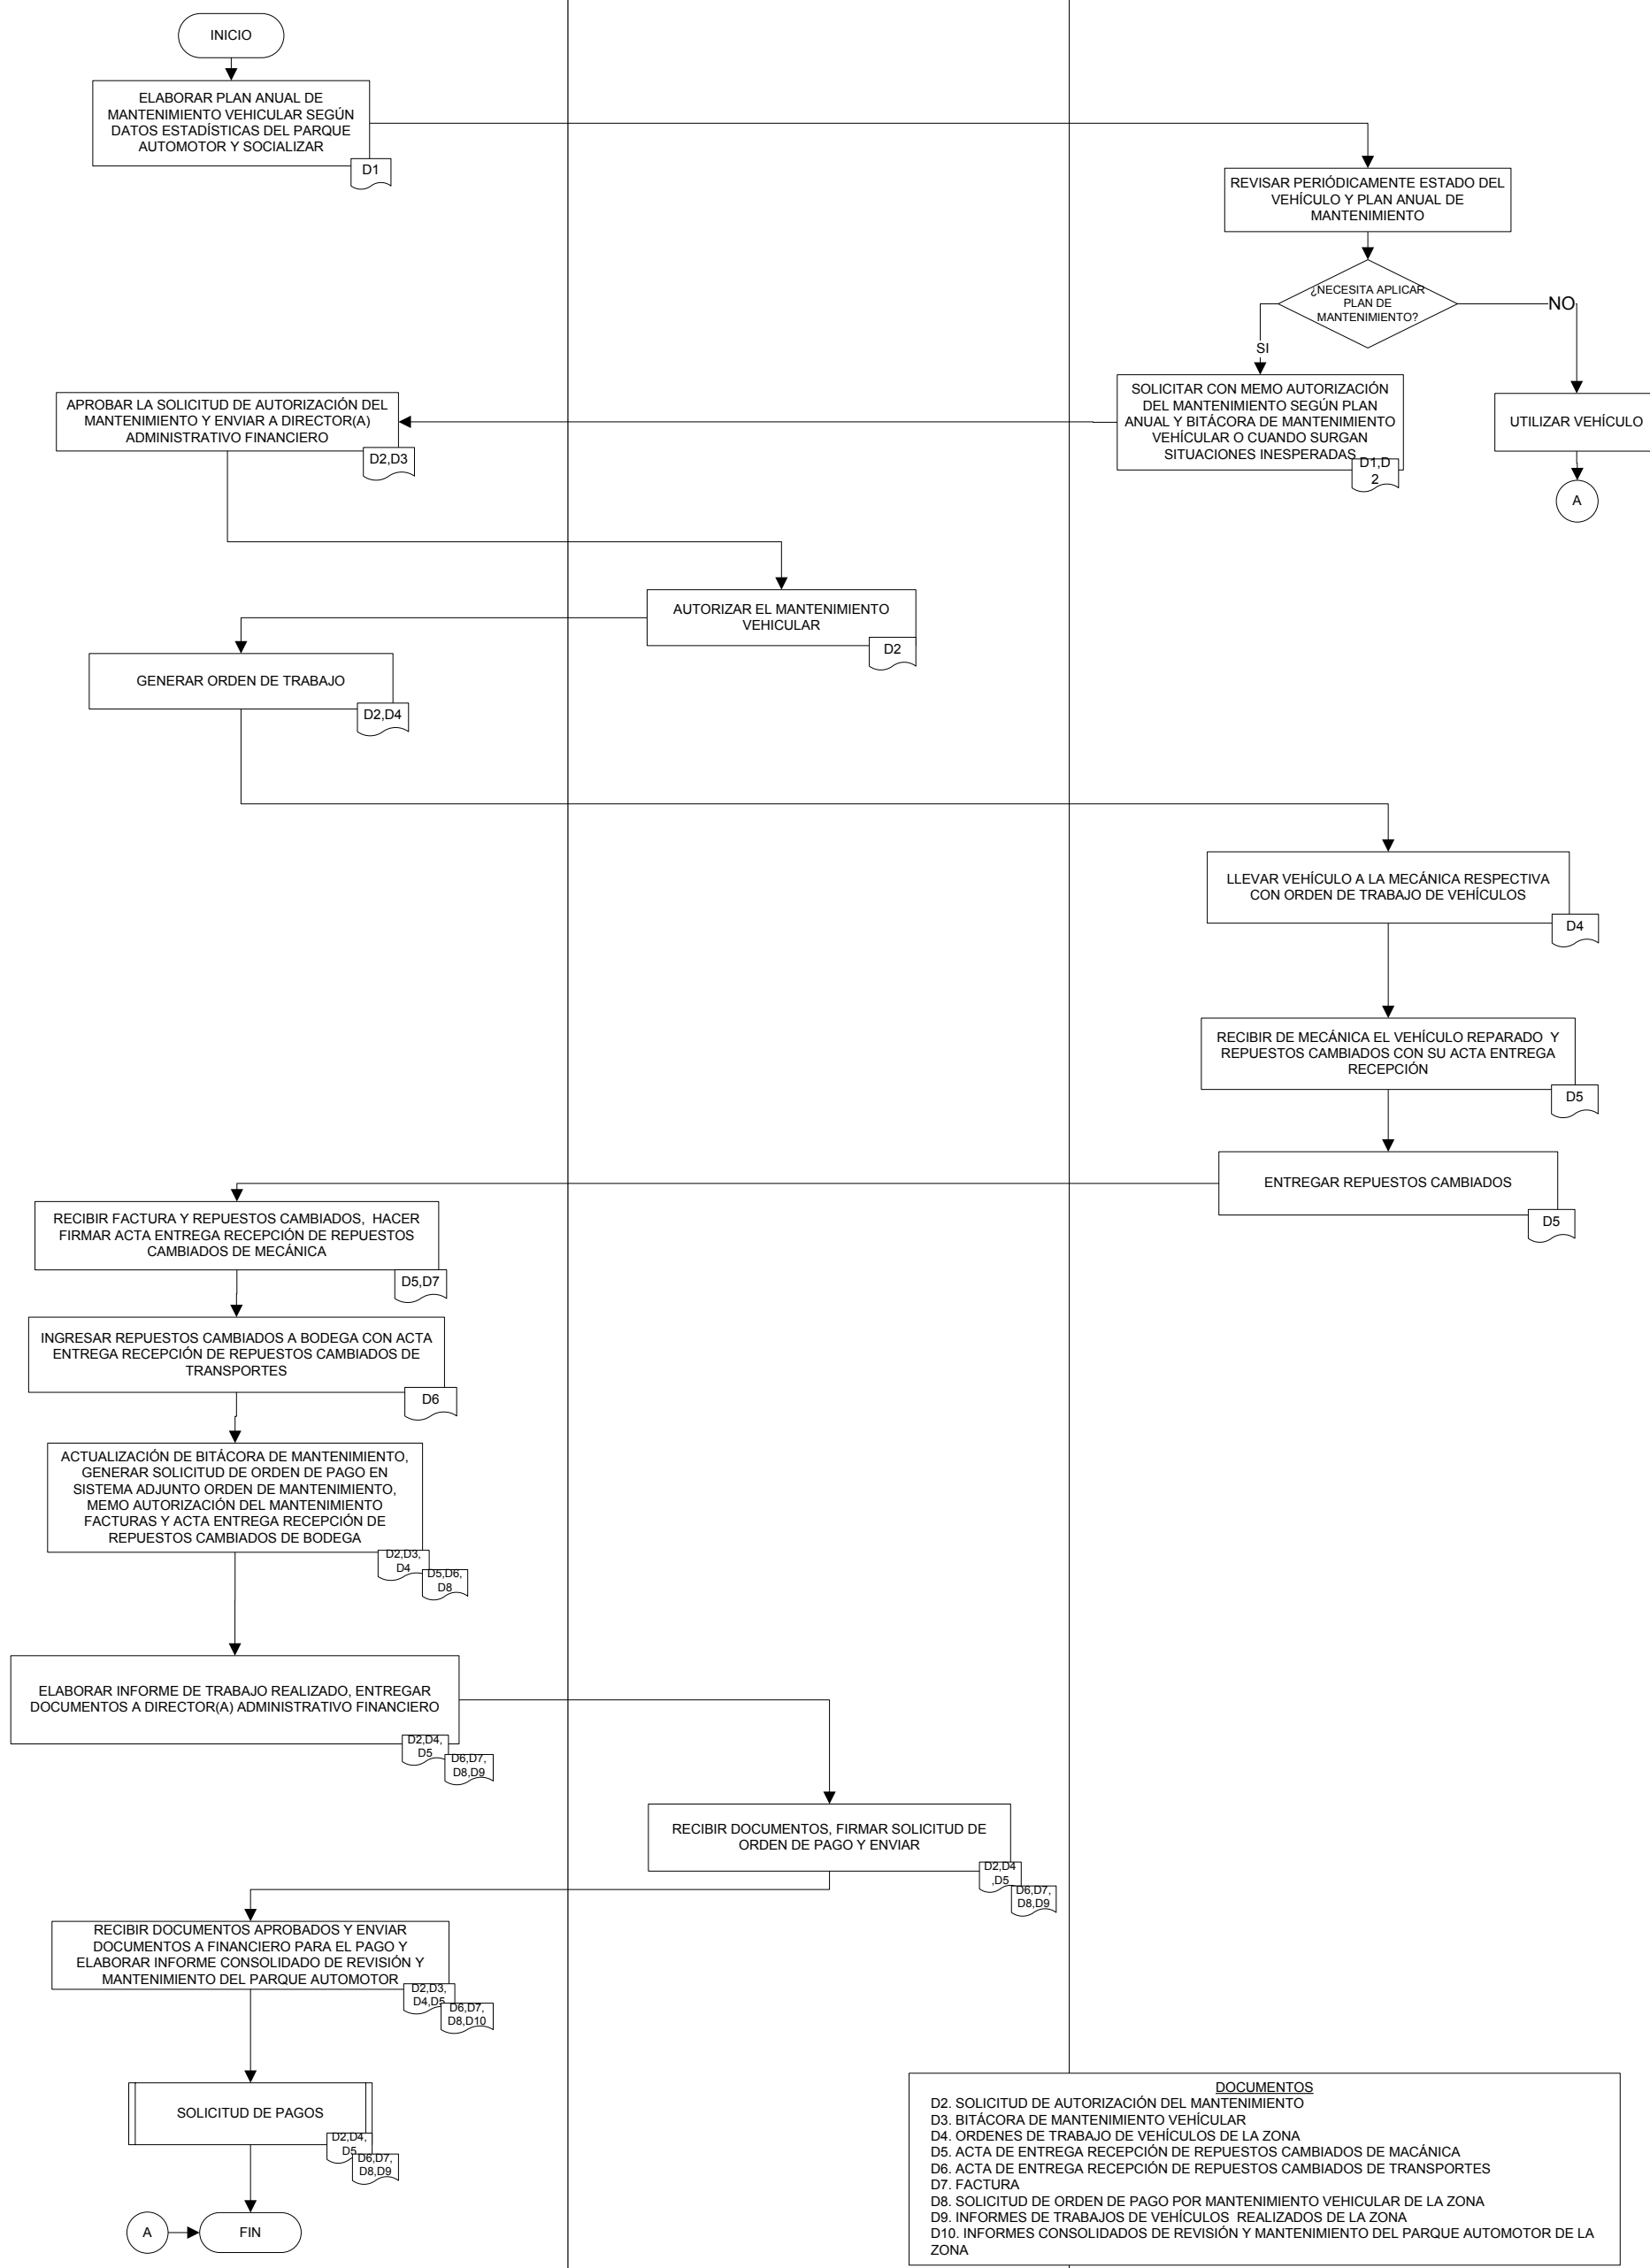 INICIO
ELABORAR PLAN ANUAL DE
MANTENIMIENTO VEHICULAR SEGÚN
DATOS ESTADÍSTICAS DEL PARQUE
AUTOMOTOR Y SOCIALIZAR
D1
REVISAR PERIÓDICAMENTE ESTADO DEL
VEHÍCULO Y PLAN ANUAL DE
MANTENIMIENTO
¿NECESITA APLICAR
PLAN DE
MANTENIMIENTO?
NO
SI
SOLICITAR CON MEMO AUTORIZACIÓN
DEL MANTENIMIENTO SEGÚN PLAN
ANUAL Y BITÁCORA DE MANTENIMIENTO
VEHÍCULAR O CUANDO SURGAN
SITUACIONES INESPERADAS
D1,D
2
UTILIZAR VEHÍCULO
A
APROBAR LA SOLICITUD DE AUTORIZACIÓN DEL
MANTENIMIENTO Y ENVIAR A DIRECTOR(A)
ADMINISTRATIVO FINANCIERO
D2,D3
AUTORIZAR EL MANTENIMIENTO
VEHICULAR
D2
GENERAR ORDEN DE TRABAJO
D2,D4
LLEVAR VEHÍCULO A LA MECÁNICA RESPECTIVA
CON ORDEN DE TRABAJO DE VEHÍCULOS
D4
RECIBIR DE MECÁNICA EL VEHÍCULO REPARADO Y
REPUESTOS CAMBIADOS CON SU ACTA ENTREGA
RECEPCIÓN
D5
ENTREGAR REPUESTOS CAMBIADOS
D5
RECIBIR FACTURA Y REPUESTOS CAMBIADOS, HACER
FIRMAR ACTA ENTREGA RECEPCIÓN DE REPUESTOS
CAMBIADOS DE MECÁNICA
D5,D7
INGRESAR REPUESTOS CAMBIADOS A BODEGA CON ACTA
ENTREGA RECEPCIÓN DE REPUESTOS CAMBIADOS DE
TRANSPORTES
D6
ACTUALIZACIÓN DE BITÁCORA DE MANTENIMIENTO,
GENERAR SOLICITUD DE ORDEN DE PAGO EN
SISTEMA ADJUNTO ORDEN DE MANTENIMIENTO,
MEMO AUTORIZACIÓN DEL MANTENIMIENTO
FACTURAS Y ACTA ENTREGA RECEPCIÓN DE
REPUESTOS CAMBIADOS DE BODEGA
D2,D3,
D4
D5,D6,
D8
ELABORAR INFORME DE TRABAJO REALIZADO, ENTREGAR
DOCUMENTOS A DIRECTOR(A) ADMINISTRATIVO FINANCIERO
D2,D4,
D5
D6,D7,
D8,D9
RECIBIR DOCUMENTOS, FIRMAR SOLICITUD DE
ORDEN DE PAGO Y ENVIAR
D2,D4
,D5
D6,D7,
D8,D9
RECIBIR DOCUMENTOS APROBADOS Y ENVIAR
DOCUMENTOS A FINANCIERO PARA EL PAGO Y
ELABORAR INFORME CONSOLIDADO DE REVISIÓN Y
MANTENIMIENTO DEL PARQUE AUTOMOTOR
D2,D3,
D4,D5
D6,D7,
D8,D10
SOLICITUD DE PAGOS
D2,D4,
D5
D6,D7,
D8,D9
A
FIN
DOCUMENTOS
D2. SOLICITUD DE AUTORIZACIÓN DEL MANTENIMIENTO
D3. BITÁCORA DE MANTENIMIENTO VEHÍCULAR
D4. ORDENES DE TRABAJO DE VEHÍCULOS DE LA ZONA
D5. ACTA DE ENTREGA RECEPCIÓN DE REPUESTOS CAMBIADOS DE MACÁNICA
D6. ACTA DE ENTREGA RECEPCIÓN DE REPUESTOS CAMBIADOS DE TRANSPORTES
D7. FACTURA
D8. SOLICITUD DE ORDEN DE PAGO POR MANTENIMIENTO VEHICULAR DE LA ZONA
D9. INFORMES DE TRABAJOS DE VEHÍCULOS REALIZADOS DE LA ZONA
D10. INFORMES CONSOLIDADOS DE REVISIÓN Y MANTENIMIENTO DEL PARQUE AUTOMOTOR DE LA
ZONA